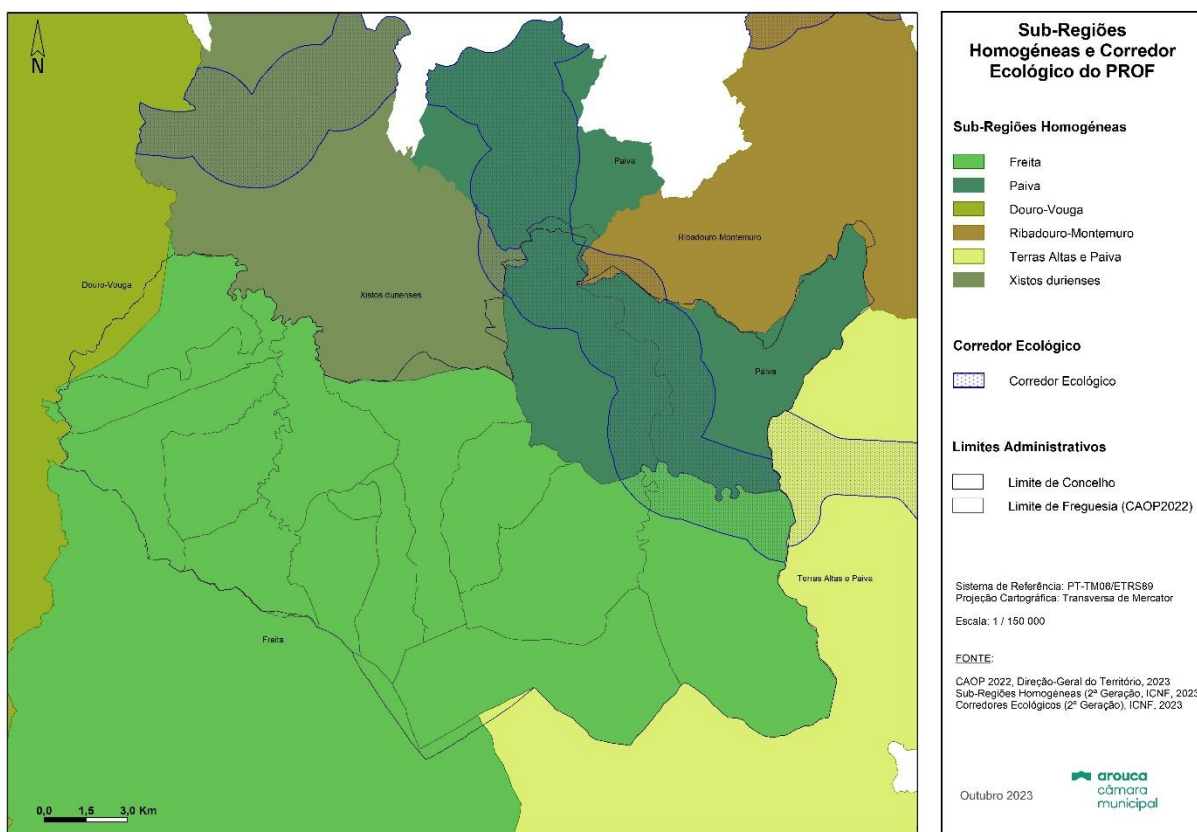 N
Paiva
Ribadouro-Montemuro
Douro-Vouga
Xistos durienses
Paiva
Terras Altas e Paiva
Freita
0,0 1,5 3,0 Km
Sub-Regiões
Homogéneas e Corredor
Ecológico do PROF
Sub-Regiões Homogéneas
Freita
Paiva
Douro-Vouga
Ribadouro-Montemuro
Terras Altas e Paiva
Xistos durienses
Corredor Ecológico
Corredor Ecológico
Limites Administrativos
Limite de Concelho
Limite de Freguesia (CAOP2022)
Sistema de Referência: PT-TM06/ETRS89
Projeção Cartográfica: Transversa de Mercator
Escala: 1 / 150 000
FONTE:
CAOP 2022, Direção-Geral do Território, 2023
Sub-Regiões Homogéneas (2ª Geração, ICNF, 2023
Corredores Ecológicos (2ª Geração), ICNF, 2023
Outubro 2023
arouca
câmara
municipal